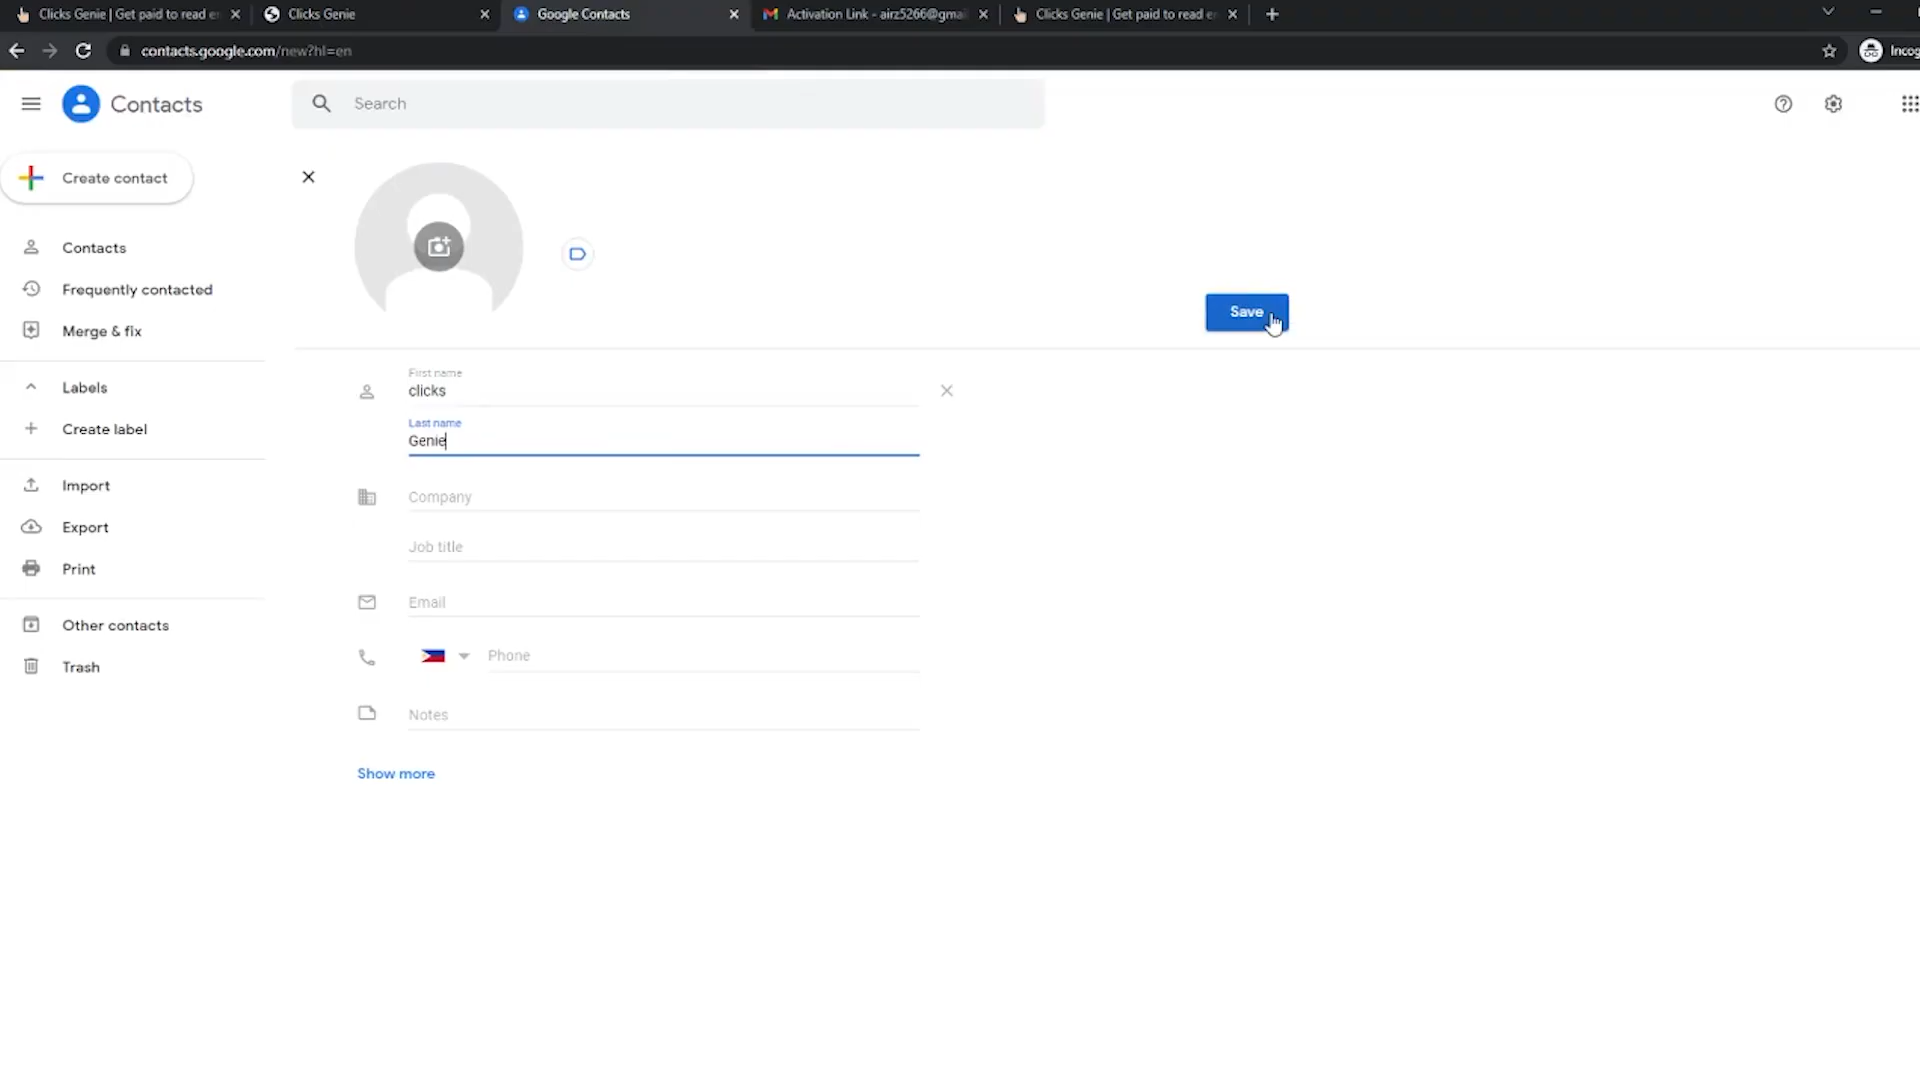 Clicks Genie | Get paid to read e
Clicks Genie
Google Contacts
Activation Link - airz5266@gmai
Clicks Genie | Get paid to read e
contacts.google.com/new?hl=en
Incog
Contacts
Search
Create contact
Contacts
Frequently contacted
Merge & fix
Labels
Create label
Import
Export
Print
Other contacts
Trash
Save
First name
clicks
Last name
Genie
Company
Job title
Email
Phone
Notes
Show more